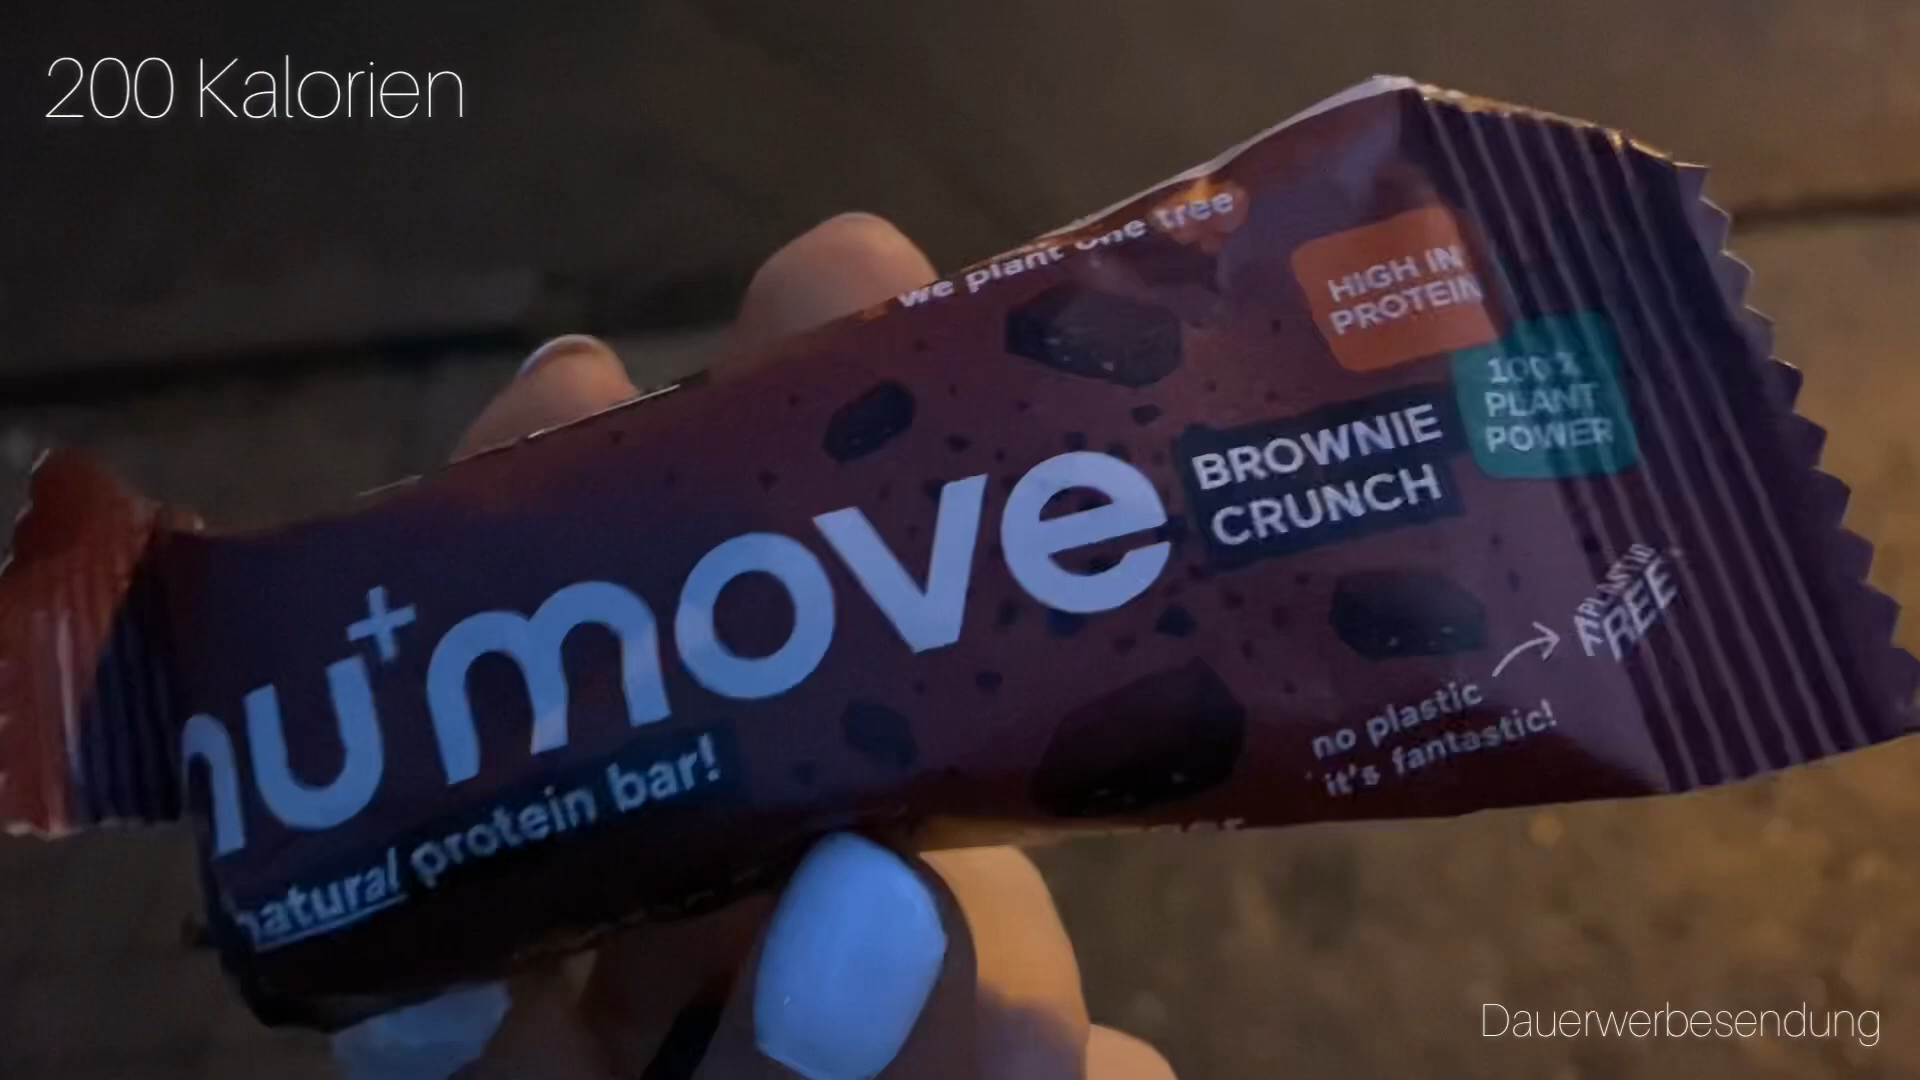 200 Kalorien
we plant one tree
HIGH IN
PROTEIN
100%
PLANT
POWER
BROWNIE
CRUNCH
nu+move
natural protein bar!
PLASTIC
FREE
no plastic
it's fantastic!
Dauerwerbesendung